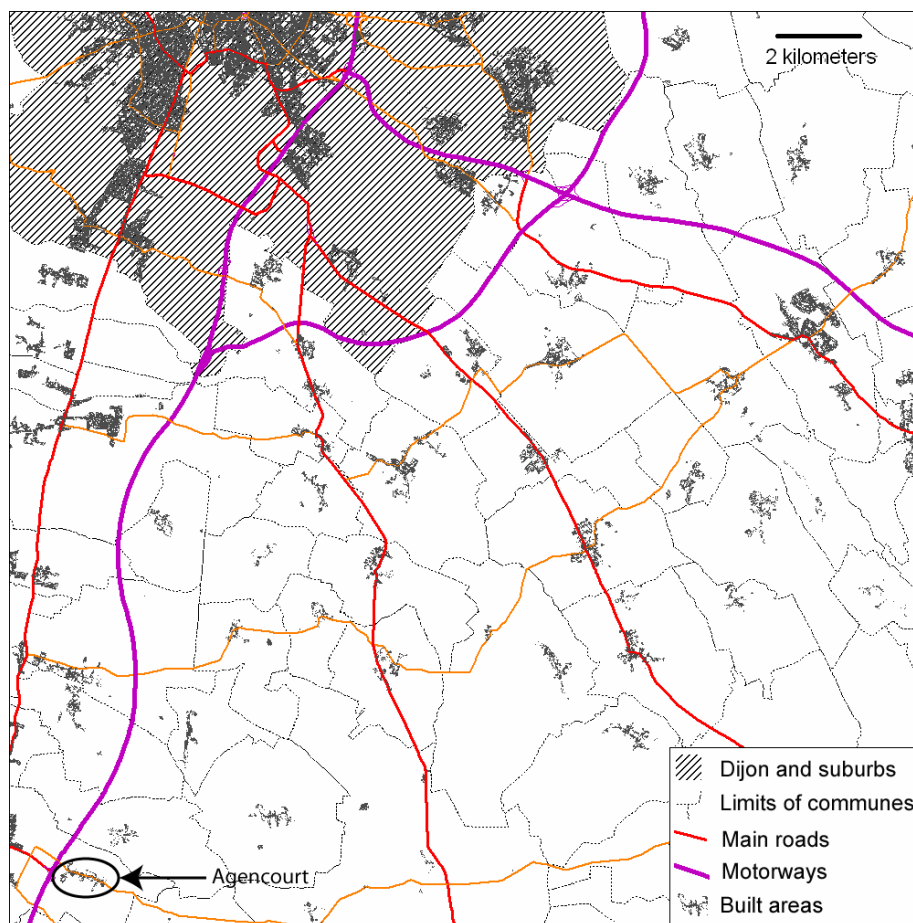 2 kilometers
Agencourt
Dijon and suburbs
Limits of communes
Main roads
Motorways
Built areas